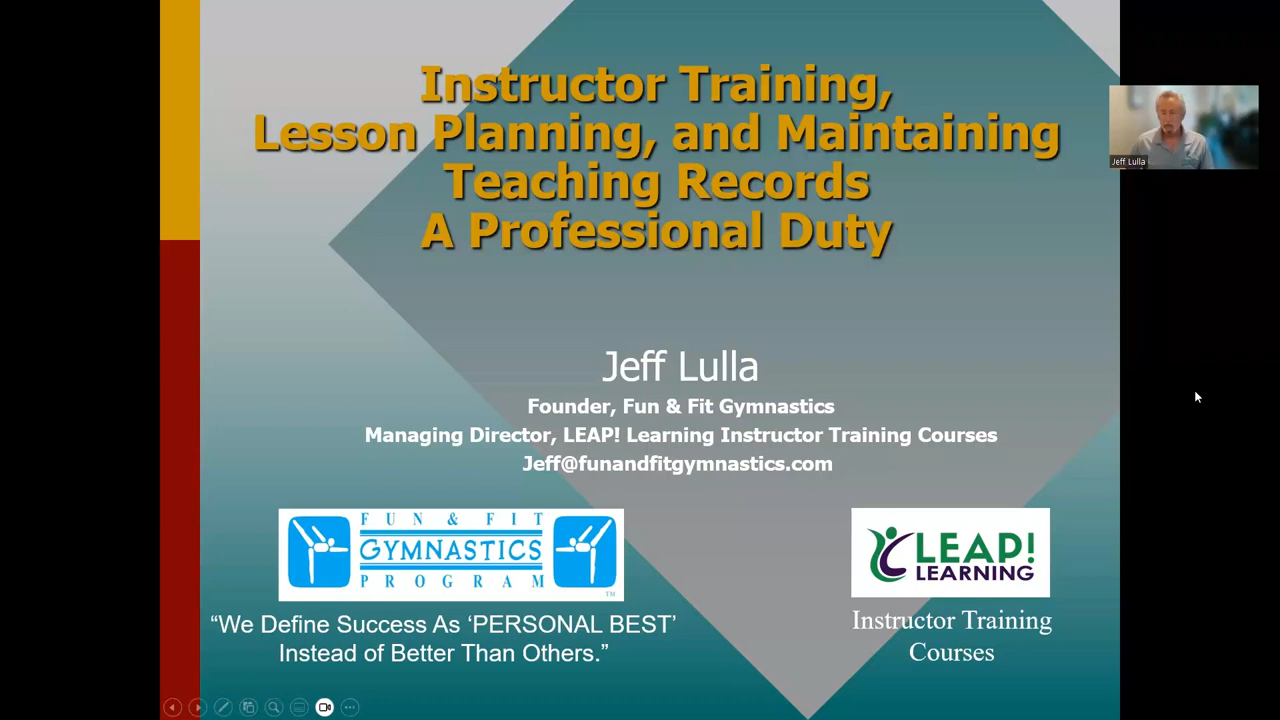 Instructor Training,
Lesson Planning, and Maintaining
Teaching Records
A Professional Duty
Jeff Lulla
Jeff Lulla
Founder, Fun & Fit Gymnastics
Managing Director, LEAP! Learning Instructor Training Courses
Jeff@funandfitgymnastics.com
FUN & FIT
GYMNASTICS
PROGRAM
TM
LEAP!
LEARNING
“We Define Success As ‘PERSONAL BEST’
Instead of Better Than Others.”
Instructor Training
Courses